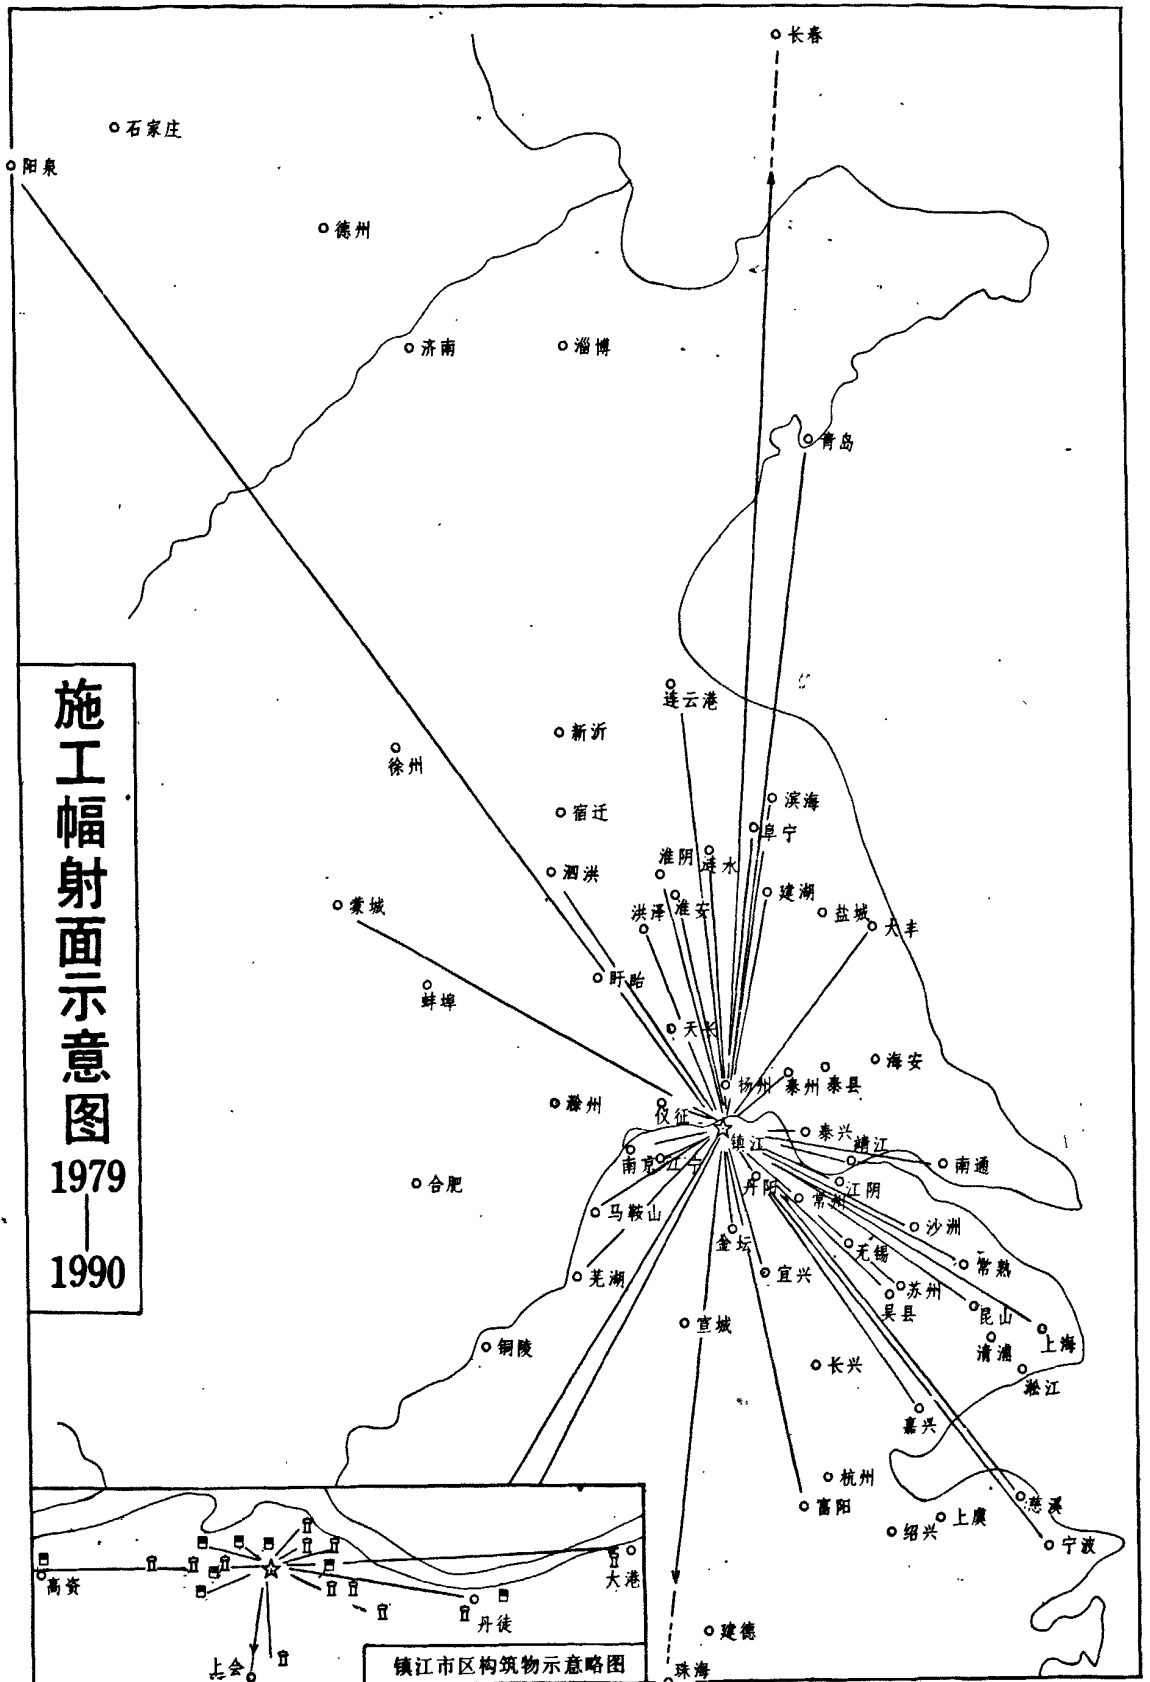 长春
石家庄
阳泉
德州
济南
淄博
青岛
施工幅射面示意图
1979
1990
连云港
新沂
徐州
宿迁
滨海
阜宁
淮阴
涟水
泗洪
建湖
蒙城
洪泽
淮安
盐城
大丰
盱眙
蚌埠
天长
海安
扬州
泰州
泰县
滁州
仪征
镇江
泰兴
靖江
南京
江宁
南通
合肥
丹阳
江阴
常州
马鞍山
沙洲
金坛
无锡
芜湖
宜兴
常熟
苏州
吴县
昆山
宣城
上海
铜陵
清浦
长兴
淞江
嘉兴
杭州
富阳
慈溪
上虞
绍兴
宁波
高资
大港
丹徒
建德
上会
镇江市区构筑物示意略图
珠海